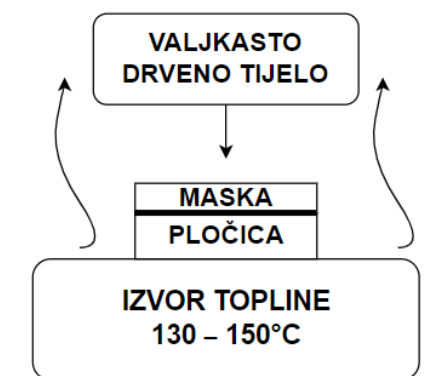 VALJKASTO
DRVENO TIJELO
MASKA
PLOČICA
IZVOR TOPLINE
130 – 150°C